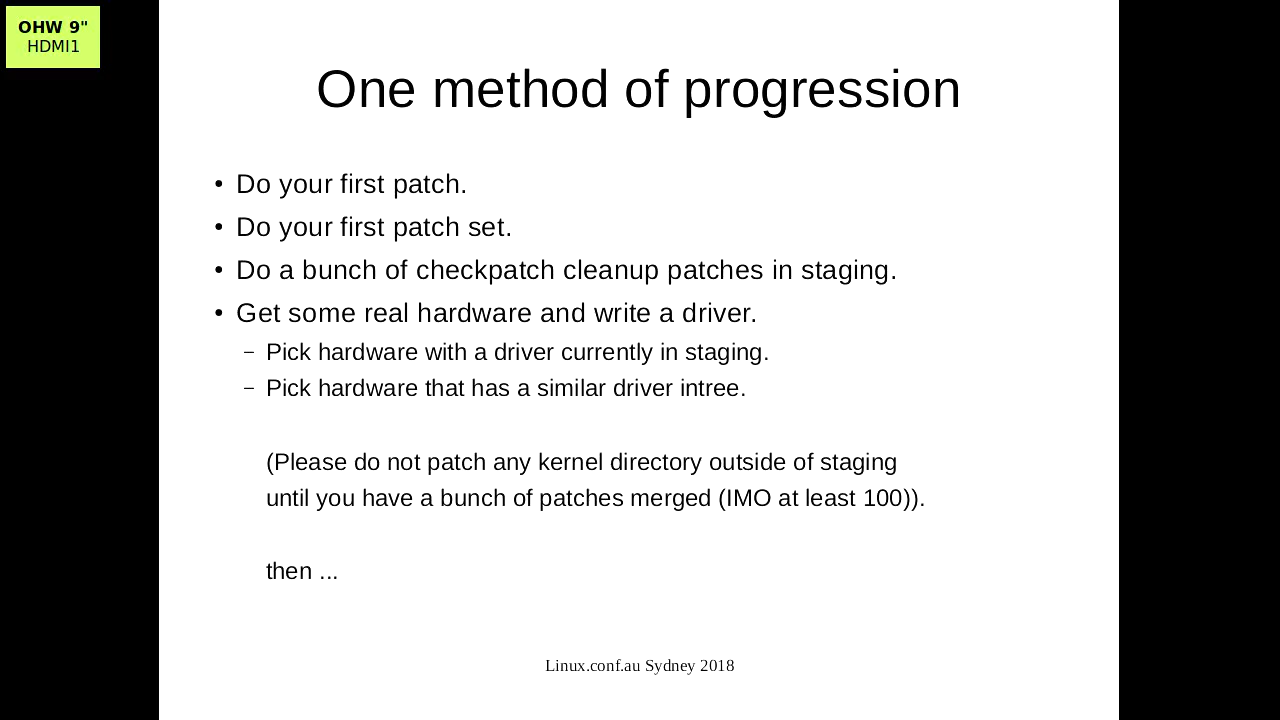 OHW 9"
HDMI1
One method of progression
• Do your first patch.
• Do your first patch set.
• Do a bunch of checkpatch cleanup patches in staging.
• Get some real hardware and write a driver.
– Pick hardware with a driver currently in staging.
– Pick hardware that has a similar driver intree.
(Please do not patch any kernel directory outside of staging
until you have a bunch of patches merged (IMO at least 100)).
then ...
Linux.conf.au Sydney 2018